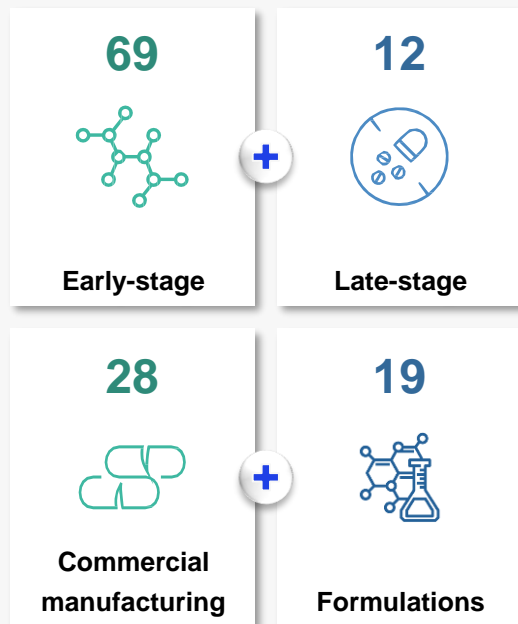 69
12
+
Early-stage
Late-stage
28
19
+
Commercial
manufacturing
Formulations